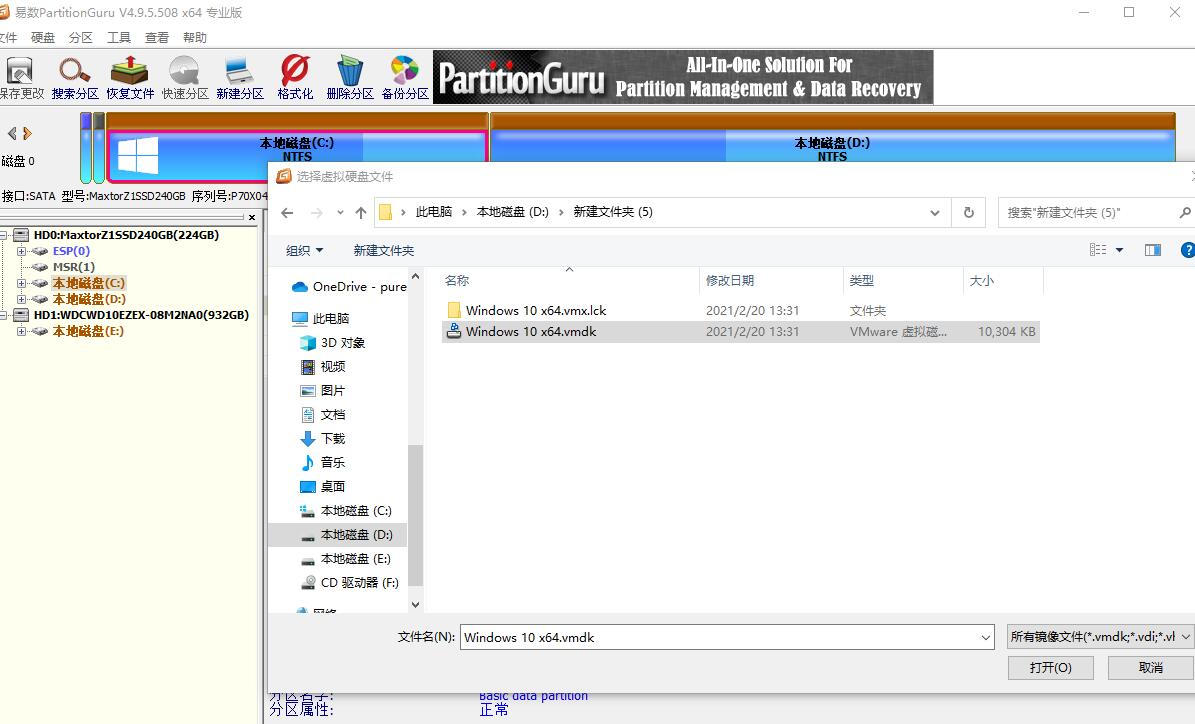 易数PartitionGuru V4.9.5.508 x64 专业版
文件 硬盘 分区 工具 查看 帮助
保存更改 搜索分区 恢复文件 快速分区 新建分区 格式化 删除分区 备份分区
PartitionGuru
All-In-One Solution For
Partition Management & Data Recovery
本地磁盘(C:)
NTFS
本地磁盘(D:)
NTFS
磁盘 0
接口:SATA 型号:MaxtorZ1SSD240GB 序列号:P70X04
HD0:MaxtorZ1SSD240GB(224GB)
ESP(0)
MSR(1)
本地磁盘(C:)
本地磁盘(D:)
HD1:WDCWD10EZEX-08M2NA0(932GB)
本地磁盘(E:)
选择虚拟硬盘文件
此电脑 › 本地磁盘 (D:) › 新建文件夹 (5)
搜索"新建文件夹 (5)"
组织 新建文件夹
OneDrive - pure
此电脑
3D 对象
视频
图片
文档
下载
音乐
桌面
本地磁盘 (C:)
本地磁盘 (D:)
本地磁盘 (E:)
CD 驱动器 (F:)
网络
名称 修改日期 类型 大小
Windows 10 x64.vmx.lck 2021/2/20 13:31 文件夹
Windows 10 x64.vmdk 2021/2/20 13:31 VMware 虚拟磁... 10,304 KB
文件名(N): Windows 10 x64.vmdk 所有镜像文件(*.vmdk;*.vdi;*.vl
打开(O) 取消
分区名字: Basic data partition
分区属性: 正常